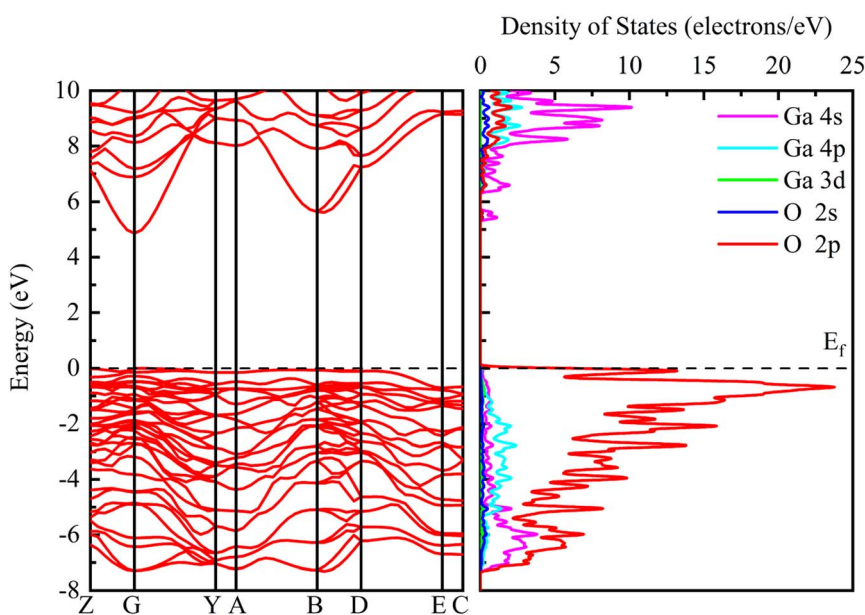 Density of States (electrons/eV)
0 5 10 15 20 25
10
8
6
4
2
0
-2
-4
-6
-8
Energy (eV)
Z G Y A B D E C
Ga 4s
Ga 4p
Ga 3d
O 2s
O 2p
E_f